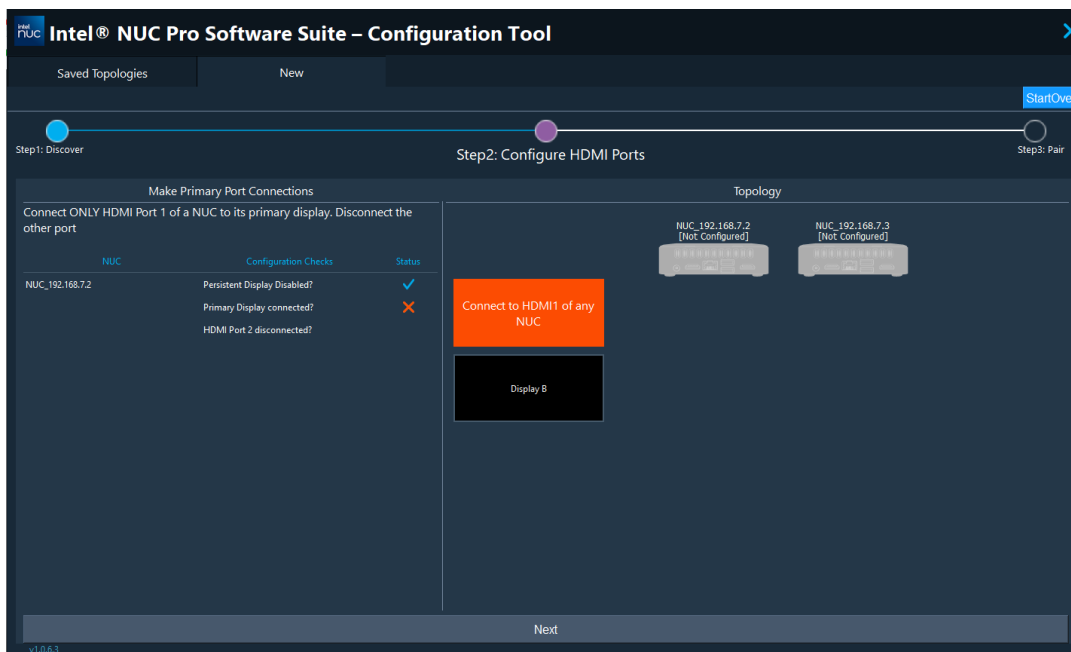 intel
nuc
Intel® NUC Pro Software Suite – Configuration Tool
Saved Topologies
New
StartOve
Step1: Discover
Step2: Configure HDMI Ports
Step3: Pair
Make Primary Port Connections
Topology
Connect ONLY HDMI Port 1 of a NUC to its primary display. Disconnect the
other port
NUC_192.168.7.2
[Not Configured]
NUC_192.168.7.3
[Not Configured]
NUC
Configuration Checks
Status
NUC_192.168.7.2
Persistent Display Disabled?
Primary Display connected?
HDMI Port 2 disconnected?
Connect to HDMI1 of any
NUC
Display B
Next
v1.0.6.3